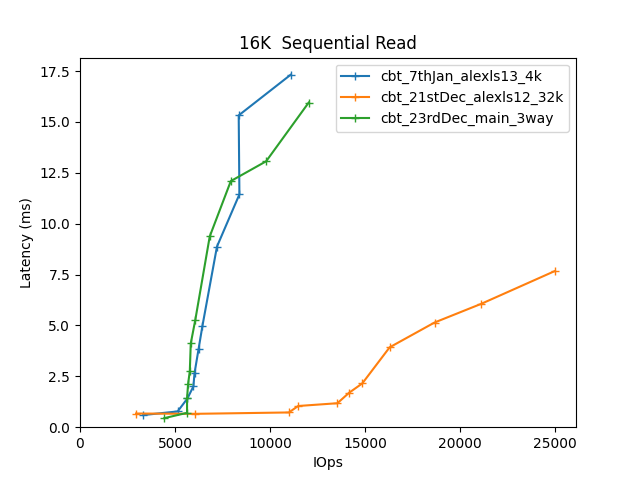 16K  Sequential Read
cbt_7thJan_alexls13_4k
cbt_21stDec_alexls12_32k
cbt_23rdDec_main_3way
Latency (ms)
17.5
15.0
12.5
10.0
7.5
5.0
2.5
0.0
0 5000 10000 15000 20000 25000
IOps